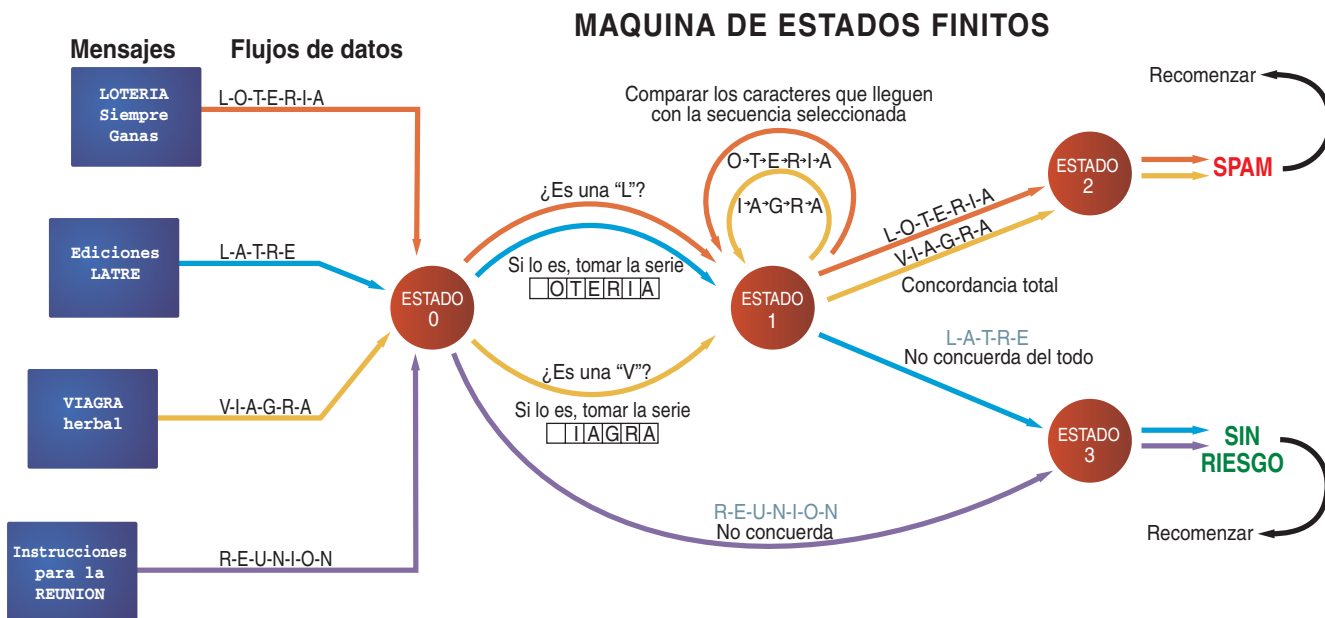 MAQUINA DE ESTADOS FINITOS
Mensajes
Flujos de datos
LOTERIA
Siempre
Ganas
L-O-T-E-R-I-A
Ediciones
LATRE
L-A-T-R-E
VIAGRA
herbal
V-I-A-G-R-A
Instrucciones
para la
REUNION
R-E-U-N-I-O-N
ESTADO
0
¿Es una “L”?
Si lo es, tomar la serie
OTERIA
¿Es una “V”?
Si lo es, tomar la serie
IAGRA
Comparar los caracteres que lleguen
con la secuencia seleccionada
O→T→E→R→I→A
I→A→G→R→A
ESTADO
1
L-O-T-E-R-I-A
V-I-A-G-R-A
Concordancia total
L-A-T-R-E
No concuerda del todo
R-E-U-N-I-O-N
No concuerda
ESTADO
2
SPAM
Recomenzar
ESTADO
3
SIN
RIESGO
Recomenzar